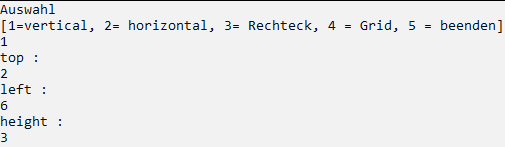 Auswahl
[1=vertical, 2= horizontal, 3= Rechteck, 4 = Grid, 5 = beenden]
1
top :
2
left :
6
height :
3